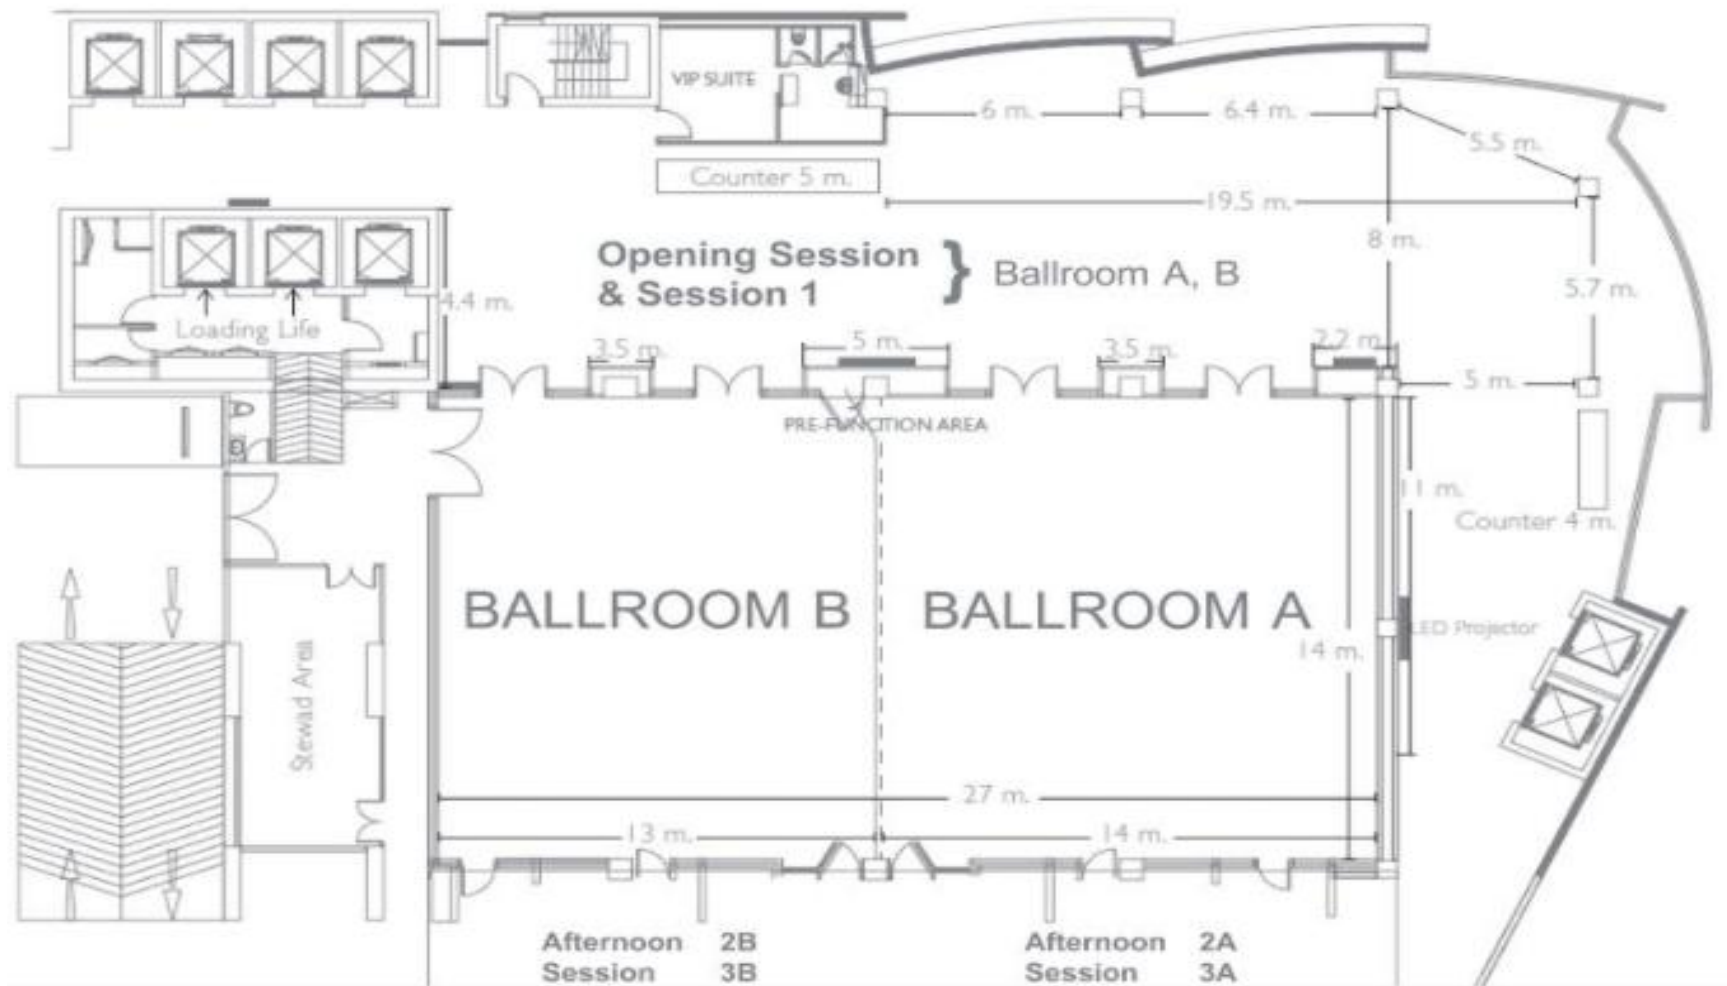 VIP SUITE
6 m.
6.4 m.
5.5 m.
Counter 5 m.
19.5 m.
8 m.
Opening Session
& Session 1
} Ballroom A, B
4.4 m.
5.7 m.
Loading Life
3.5 m.
5 m.
3.5 m.
2.2 m
5 m.
PRE-FUNCTION AREA
11 m.
Counter 4 m.
BALLROOM B
BALLROOM A
LED Projector
14 m.
Stewad Area
27 m.
13 m.
14 m.
Afternoon 2B
Session 3B
Afternoon 2A
Session 3A